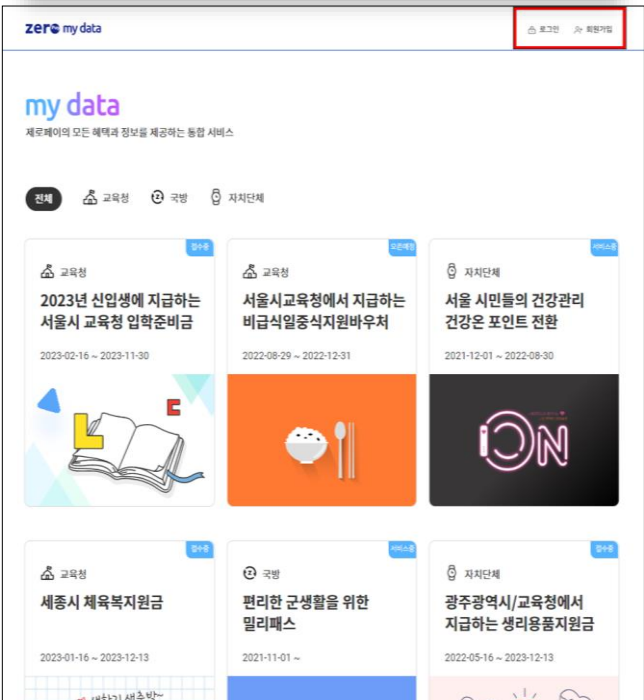 zero my data
로그인 회원가입
my data
제로페이의 모든 혜택과 정보를 제공하는 통합 서비스
전체 교육청 국방 자치단체
접수중
교육청
2023년 신입생에 지급하는
서울시 교육청 입학준비금
2023-02-16 ~ 2023-11-30
오픈예정
교육청
서울시교육청에서 지급하는
비급식일중식지원바우처
2022-08-29 ~ 2022-12-31
서비스중
자치단체
서울 시민들의 건강관리
건강온 포인트 전환
2021-12-01 ~ 2022-08-30
ON
접수중
교육청
세종시 체육복지원금
2023-01-16 ~ 2023-12-13
서비스중
국방
편리한 군생활을 위한
밀리패스
2021-11-01 ~
접수중
자치단체
광주광역시/교육청에서
지급하는 생리용품지원금
2022-05-16 ~ 2023-12-13